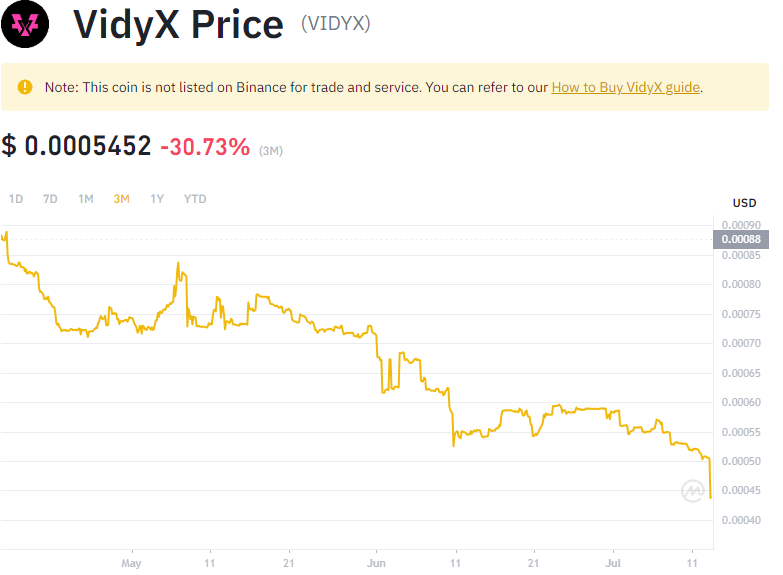 VidyX Price (VIDYX)
Note: This coin is not listed on Binance for trade and service. You can refer to our How to Buy VidyX guide.
$ 0.0005452 -30.73% (3M)
1D 7D 1M 3M 1Y YTD
USD
0.00090
0.00088
0.00085
0.00080
0.00075
0.00070
0.00065
0.00060
0.00055
0.00050
0.00045
0.00040
May 11 21 Jun 11 21 Jul 11